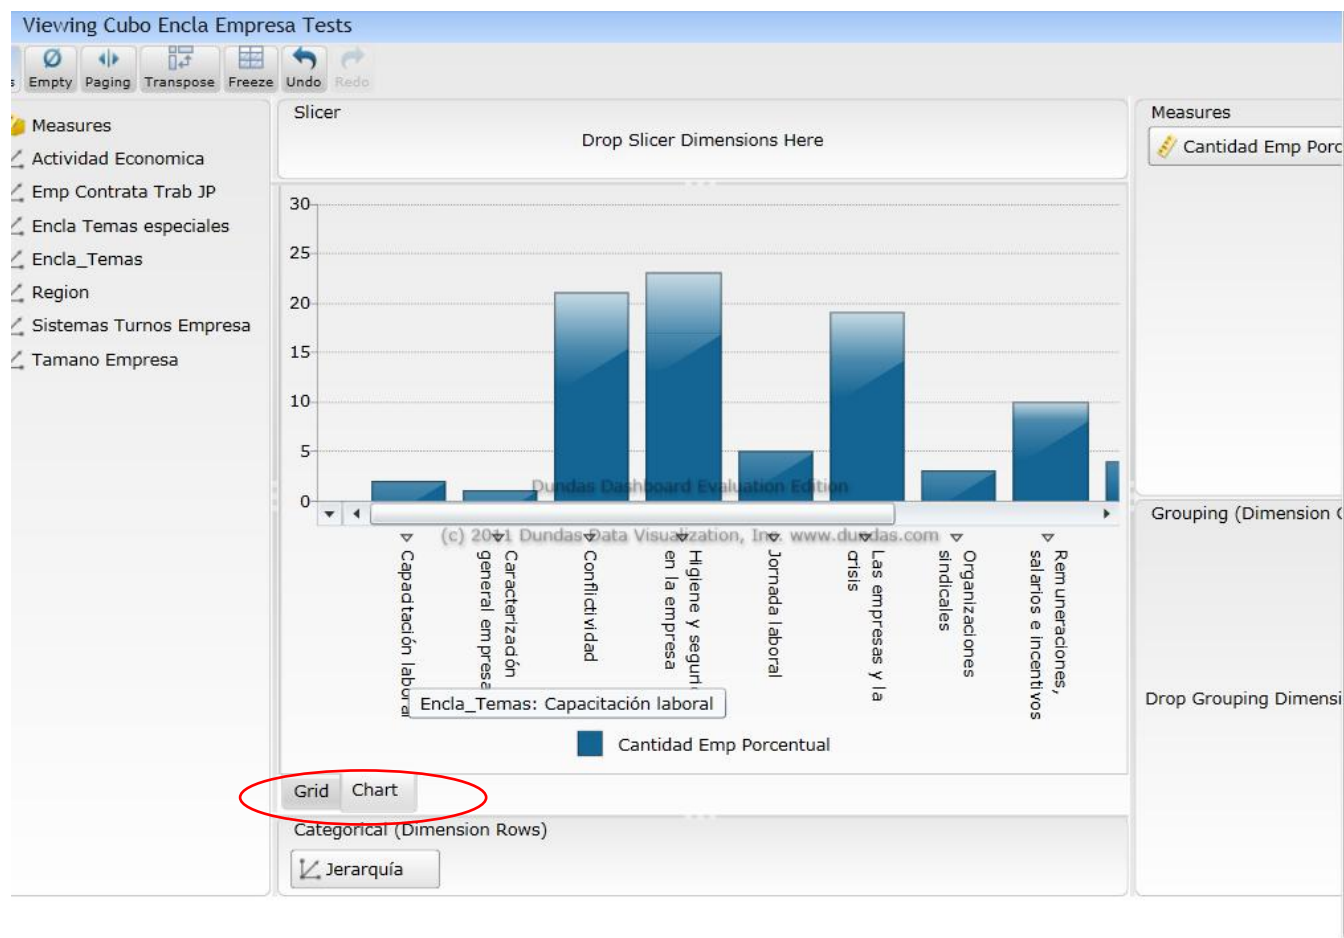 Viewing Cubo Encla Empresa Tests
Empty Paging Transpose Freeze Undo Redo
Measures
Actividad Economica
Emp Contrata Trab JP
Encla Temas especiales
Encla_Temas
Region
Sistemas Turnos Empresa
Tamano Empresa
Slicer
Drop Slicer Dimensions Here
30
25
20
15
10
5
0
Dundas Dashboard Evaluation Edition
(c) 2011 Dundas Data Visualization, Inc. www.dundas.com
Capacitación laboral
Caracterización
general empresa
Conflictividad
Higiene y seguri
en la empresa
Jornada laboral
Las empresas y la
crisis
Organizaciones
sindicales
Remuneraciones,
salarios e incentivos
Encla_Temas: Capacitación laboral
Cantidad Emp Porcentual
Grid Chart
Categorical (Dimension Rows)
Jerarquía
Measures
Cantidad Emp Porc
Grouping (Dimension
Drop Grouping Dimensi